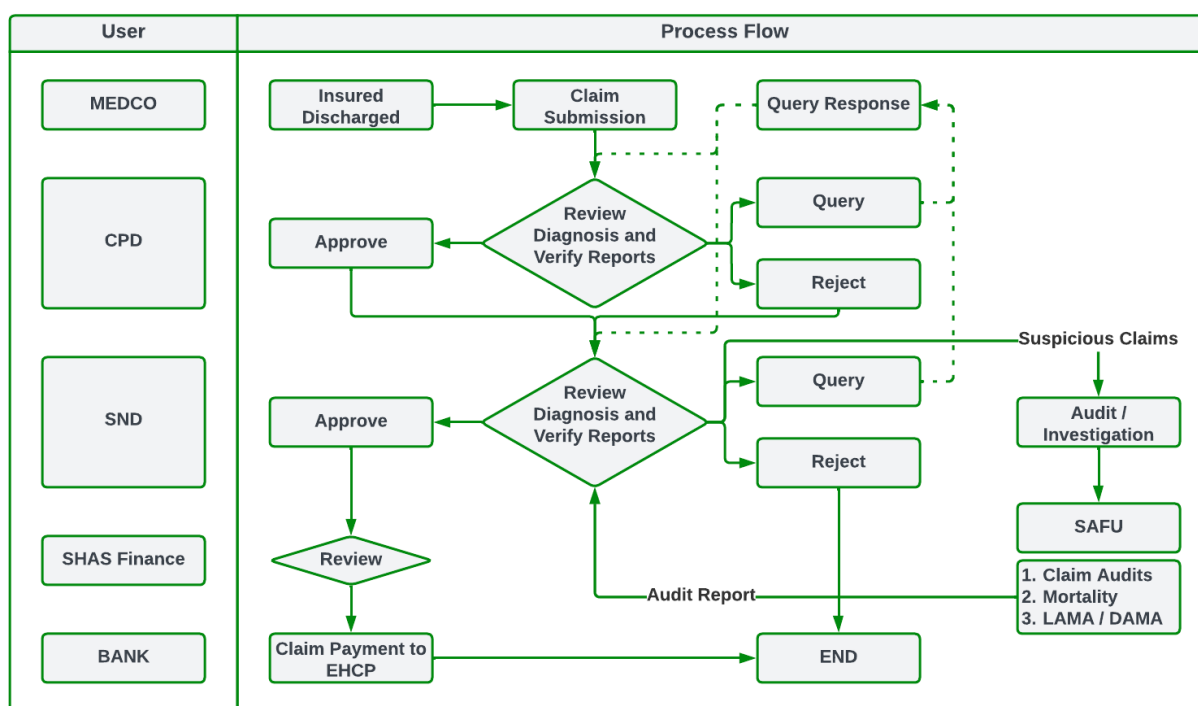 User
Process Flow
MEDCO
Insured
Discharged
Claim
Submission
Query Response
CPD
Approve
Review
Diagnosis and
Verify Reports
Query
Reject
SND
Approve
Review
Diagnosis and
Verify Reports
Query
Reject
Suspicious Claims
Audit /
Investigation
SAFU
SHAS Finance
Review
Audit Report
1. Claim Audits
2. Mortality
3. LAMA / DAMA
BANK
Claim Payment to
EHCP
END